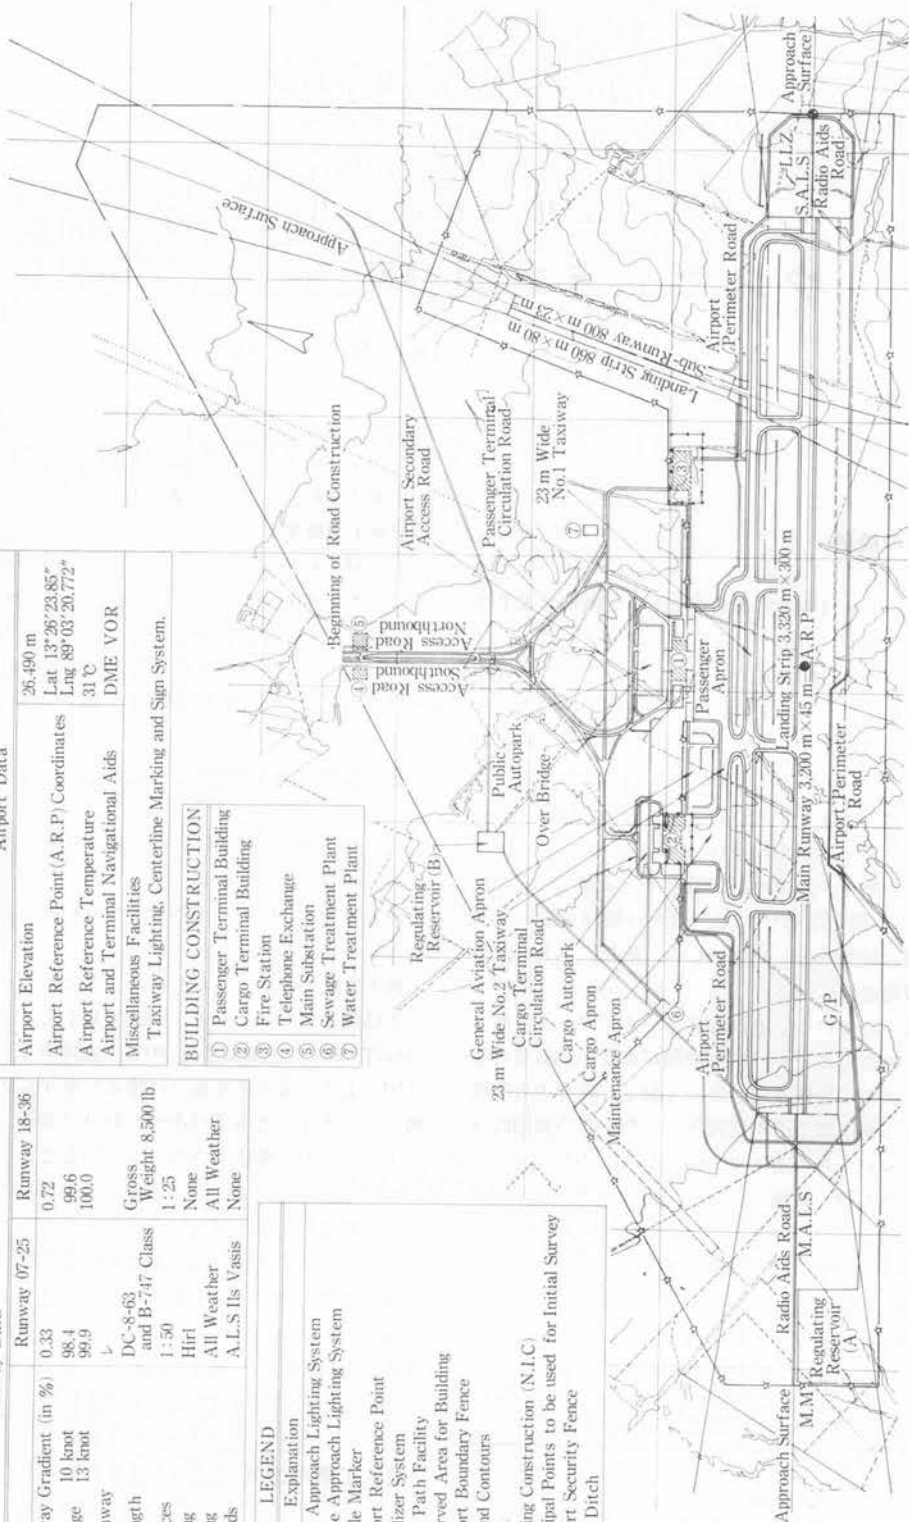 Airport Data
Airport Elevation 26.490 m
Airport Reference Point (A.R.P) Coordinates Lat 13°26′23.85″
Lng 89°03′20.772″
Airport Reference Temperature 31℃
Airport and Terminal Navigational Aids DME VOR
Miscellaneous Facilities
Taxiway Lighting, Centerline Marking and Sign System.
BUILDING CONSTRUCTION
① Passenger Terminal Building
② Cargo Terminal Building
③ Fire Station
④ Telephone Exchange
⑤ Main Substation
⑥ Sewage Treatment Plant
⑦ Water Treatment Plant
Runway 07-25 Runway 18-36
Gradient (in %) 0.33 0.72
10 knot 98.4 99.6
13 knot 99.9 100.0
DC-8-63
and B-747 Class
Gross
Weight 8,500 lb
1:50 1:25
Hirl None
All Weather All Weather
A.L.S Ils Vasis None
LEGEND
Explanation
Approach Lighting System
Approach Lighting System
Marker
Reference Point
System
Path Facility
Area for Building
Boundary Fence
Contours
Construction (N.I.C)
Points to be used for Initial Survey
Security Fence
Ditch
Approach Surface
Beginning of Road Construction
Airport Secondary
Access Road
Access Road
Northbound
Access Road
Southbound
④
⑤
Passenger Terminal
Circulation Road
23 m Wide
No.1 Taxiway
⑦
Landing Strip 860 m × 80 m
Sub-Runway 800 m × 23 m
Airport
Perimeter Road
Approach
Surface
LLZ
S.A.L.S
Radio Aids
Road
Public
Autopark
Over Bridge
Regulating
Reservoir (B)
General Aviation Apron
23 m Wide No.2 Taxiway
Cargo Terminal
Circulation Road
Cargo Autopark
Cargo Apron
Maintenance Apron
①
②
③
⑥
Passenger
Apron
Airport
Perimeter Road
Landing Strip 3,320 m × 300 m
Main Runway 3,200 m × 45 m
A.R.P
Airport Perimeter
Road
G.P
M.A.L.S
Radio Aids Road
Regulating
Reservoir
(A)
M.M
Approach Surface